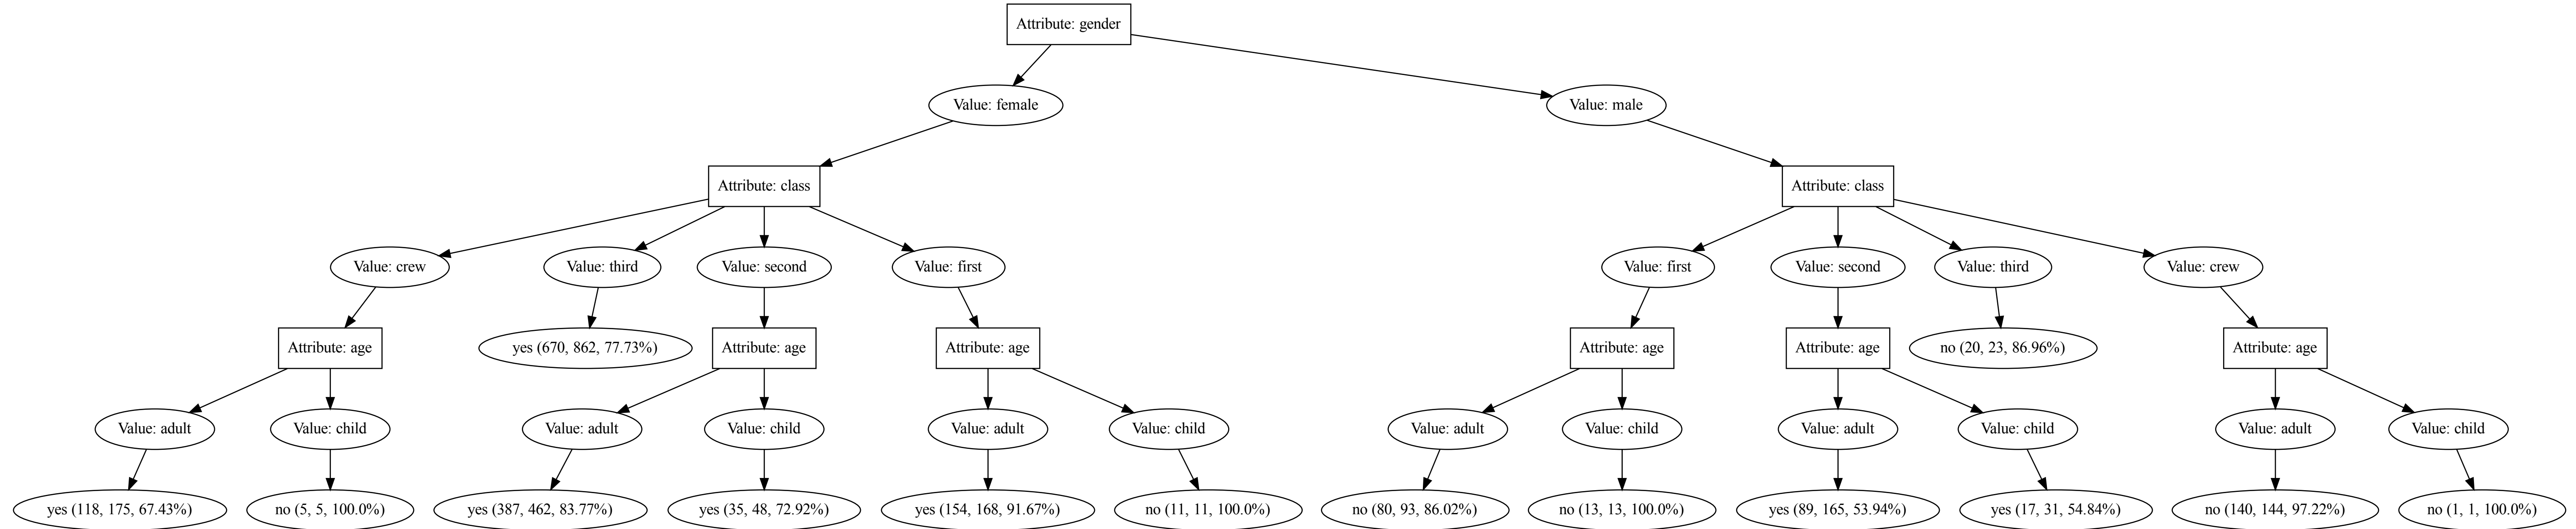 Attribute: gender
Value: female
Value: male
Attribute: class
Attribute: class
Value: crew
Value: third
Value: second
Value: first
Value: first
Value: second
Value: third
Value: crew
Attribute: age
yes (670, 862, 77.73%)
Attribute: age
Attribute: age
Attribute: age
Attribute: age
no (20, 23, 86.96%)
Attribute: age
Value: adult
Value: child
Value: adult
Value: child
Value: adult
Value: child
Value: adult
Value: child
Value: adult
Value: child
Value: adult
Value: child
yes (118, 175, 67.43%)
no (5, 5, 100.0%)
yes (387, 462, 83.77%)
yes (35, 48, 72.92%)
yes (154, 168, 91.67%)
no (11, 11, 100.0%)
no (80, 93, 86.02%)
no (13, 13, 100.0%)
yes (89, 165, 53.94%)
yes (17, 31, 54.84%)
no (140, 144, 97.22%)
no (1, 1, 100.0%)